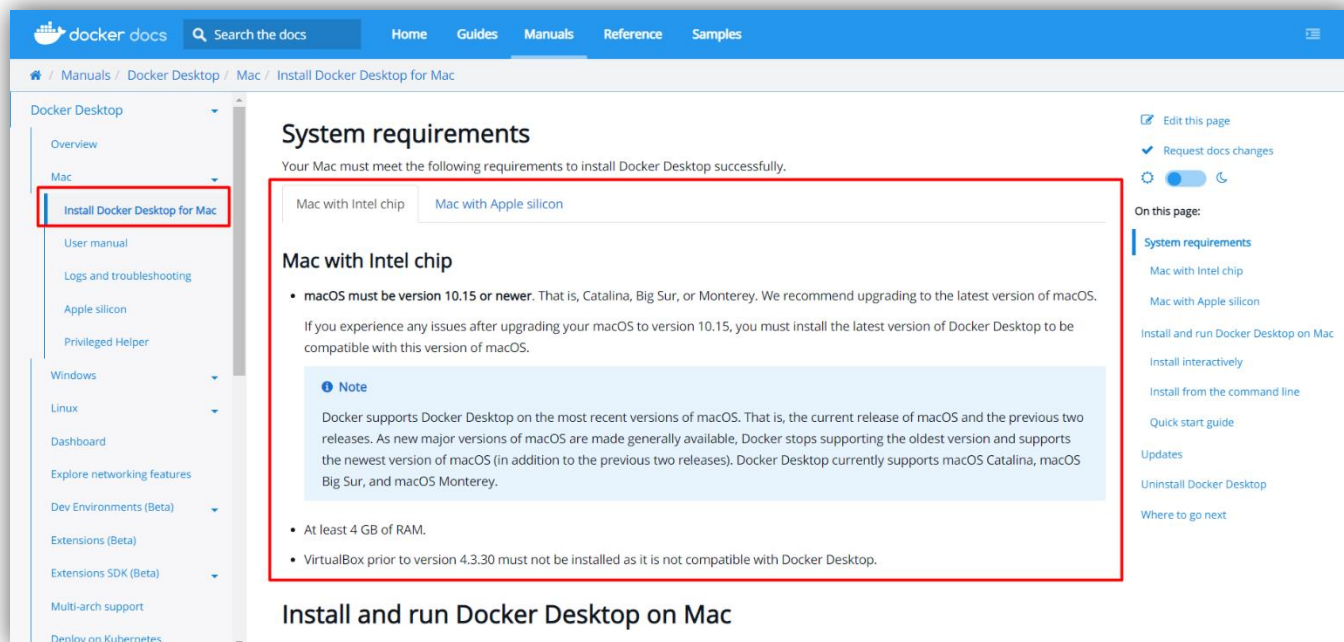 docker docs
Search the docs
Home
Guides
Manuals
Reference
Samples
/ Manuals / Docker Desktop / Mac / Install Docker Desktop for Mac
Docker Desktop
Overview
Mac
Install Docker Desktop for Mac
User manual
Logs and troubleshooting
Apple silicon
Privileged Helper
Windows
Linux
Dashboard
Explore networking features
Dev Environments (Beta)
Extensions (Beta)
Extensions SDK (Beta)
Multi-arch support
Deploy on Kubernetes
System requirements
Your Mac must meet the following requirements to install Docker Desktop successfully.
Mac with Intel chip
Mac with Apple silicon
Mac with Intel chip
• macOS must be version 10.15 or newer. That is, Catalina, Big Sur, or Monterey. We recommend upgrading to the latest version of macOS.
If you experience any issues after upgrading your macOS to version 10.15, you must install the latest version of Docker Desktop to be
compatible with this version of macOS.
Note
Docker supports Docker Desktop on the most recent versions of macOS. That is, the current release of macOS and the previous two
releases. As new major versions of macOS are made generally available, Docker stops supporting the oldest version and supports
the newest version of macOS (in addition to the previous two releases). Docker Desktop currently supports macOS Catalina, macOS
Big Sur, and macOS Monterey.
• At least 4 GB of RAM.
• VirtualBox prior to version 4.3.30 must not be installed as it is not compatible with Docker Desktop.
Install and run Docker Desktop on Mac
Edit this page
Request docs changes
On this page:
System requirements
Mac with Intel chip
Mac with Apple silicon
Install and run Docker Desktop on Mac
Install interactively
Install from the command line
Quick start guide
Updates
Uninstall Docker Desktop
Where to go next